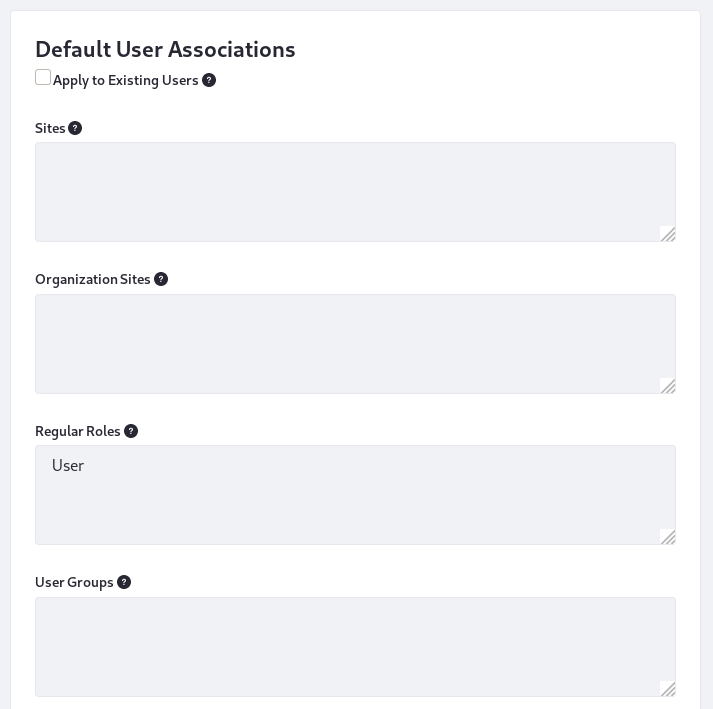 Default User Associations
Apply to Existing Users ?
Sites ?
Organization Sites ?
Regular Roles ?
User
User Groups ?